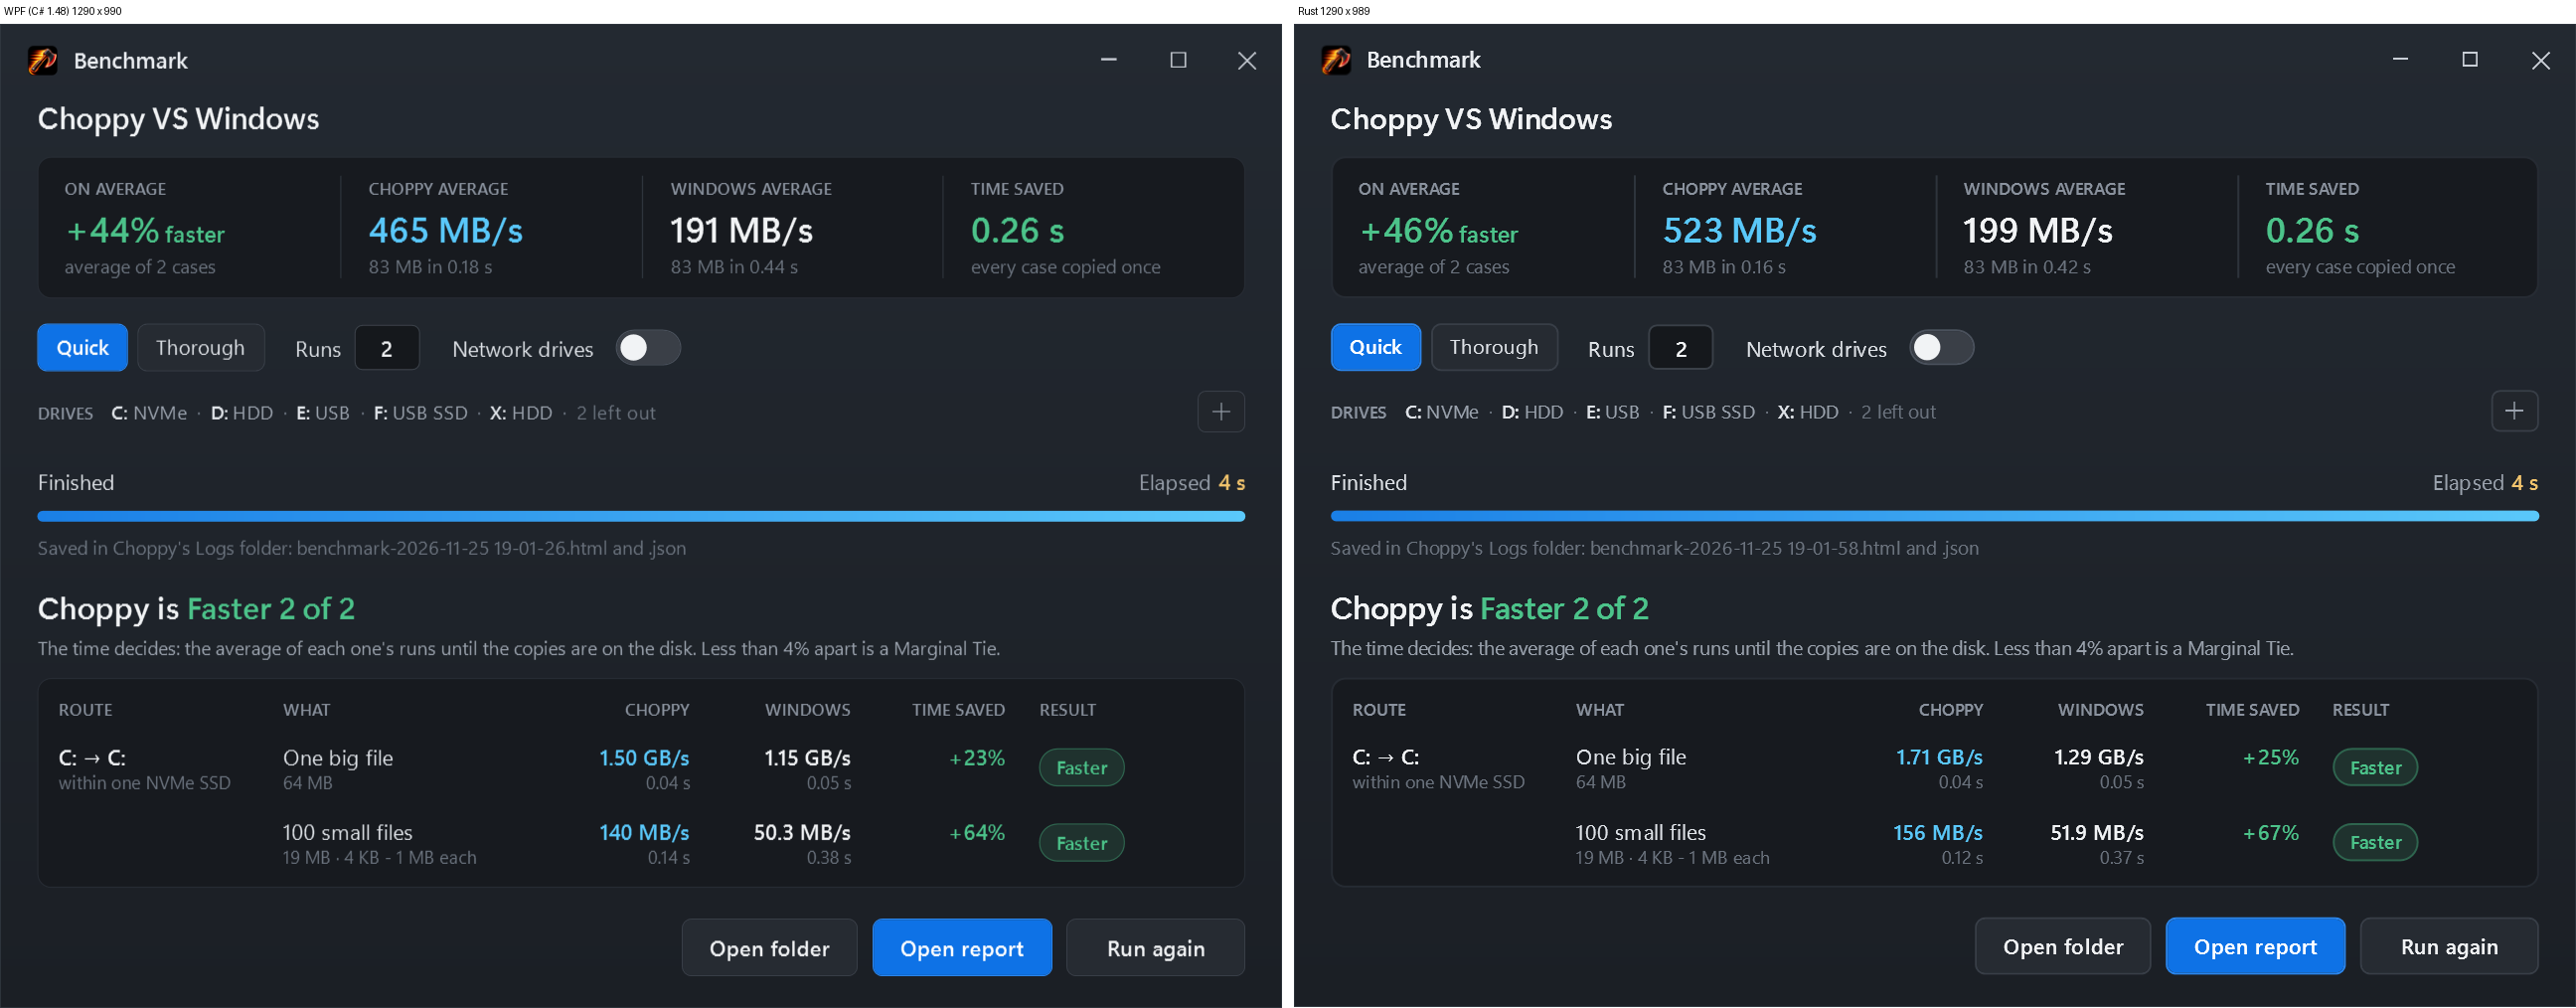 WPF (C# 1.48) 1290 x 990
Benchmark
Choppy VS Windows
ON AVERAGE CHOPPY AVERAGE WINDOWS AVERAGE TIME SAVED
+44% faster 465 MB/s 191 MB/s 0.26 s
average of 2 cases 83 MB in 0.18 s 83 MB in 0.44 s every case copied once
Quick Thorough Runs 2 Network drives
DRIVES C: NVMe · D: HDD · E: USB · F: USB SSD · X: HDD · 2 left out +
Finished Elapsed 4 s
Saved in Choppy's Logs folder: benchmark-2026-11-25 19-01-26.html and .json
Choppy is Faster 2 of 2
The time decides: the average of each one's runs until the copies are on the disk. Less than 4% apart is a Marginal Tie.
ROUTE WHAT CHOPPY WINDOWS TIME SAVED RESULT
C: → C: One big file 1.50 GB/s 1.15 GB/s +23% Faster
within one NVMe SSD 64 MB 0.04 s 0.05 s
100 small files 140 MB/s 50.3 MB/s +64% Faster
19 MB · 4 KB - 1 MB each 0.14 s 0.38 s
Open folder Open report Run again
Rust 1290 x 989
Benchmark
Choppy VS Windows
ON AVERAGE CHOPPY AVERAGE WINDOWS AVERAGE TIME SAVED
+46% faster 523 MB/s 199 MB/s 0.26 s
average of 2 cases 83 MB in 0.16 s 83 MB in 0.42 s every case copied once
Quick Thorough Runs 2 Network drives
DRIVES C: NVMe · D: HDD · E: USB · F: USB SSD · X: HDD · 2 left out +
Finished Elapsed 4 s
Saved in Choppy's Logs folder: benchmark-2026-11-25 19-01-58.html and .json
Choppy is Faster 2 of 2
The time decides: the average of each one's runs until the copies are on the disk. Less than 4% apart is a Marginal Tie.
ROUTE WHAT CHOPPY WINDOWS TIME SAVED RESULT
C: → C: One big file 1.71 GB/s 1.29 GB/s +25% Faster
within one NVMe SSD 64 MB 0.04 s 0.05 s
100 small files 156 MB/s 51.9 MB/s +67% Faster
19 MB · 4 KB - 1 MB each 0.12 s 0.37 s
Open folder Open report Run again